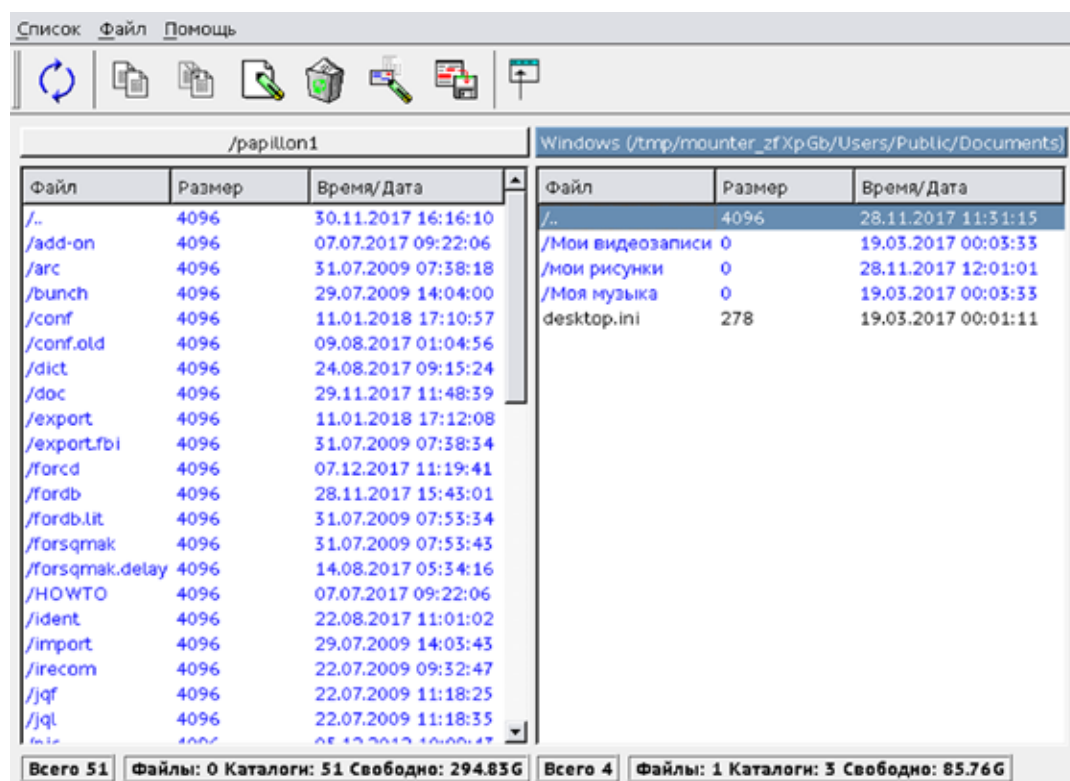 Список Файл Помощь
/papillon1
Windows (/tmp/mounter_zfXpGb/Users/Public/Documents)
Файл Размер Время/Дата
/.. 4096 30.11.2017 16:16:10
/add-on 4096 07.07.2017 09:22:06
/arc 4096 31.07.2009 07:38:18
/bunch 4096 29.07.2009 14:04:00
/conf 4096 11.01.2018 17:10:57
/conf.old 4096 09.08.2017 01:04:56
/dict 4096 24.08.2017 09:15:24
/doc 4096 29.11.2017 11:48:39
/export 4096 11.01.2018 17:12:08
/export.fbi 4096 31.07.2009 07:38:34
/forcd 4096 07.12.2017 11:19:41
/fordb 4096 28.11.2017 15:43:01
/fordb.lit 4096 31.07.2009 07:53:34
/forsqmak 4096 31.07.2009 07:53:43
/forsqmak.delay 4096 14.08.2017 05:34:16
/HOWTO 4096 07.07.2017 09:22:06
/ident 4096 22.08.2017 11:01:02
/import 4096 29.07.2009 14:03:43
/irecom 4096 22.07.2009 09:32:47
/jqf 4096 22.07.2009 11:18:25
/jql 4096 22.07.2009 11:18:35
Файл Размер Время/Дата
/.. 4096 28.11.2017 11:31:15
/Мои видеозаписи 0 19.03.2017 00:03:33
/мои рисунки 0 28.11.2017 12:01:01
/Моя музыка 0 19.03.2017 00:03:33
desktop.ini 278 19.03.2017 00:01:11
Всего 51 Файлы: 0 Каталоги: 51 Свободно: 294.83G
Всего 4 Файлы: 1 Каталоги: 3 Свободно: 85.76G